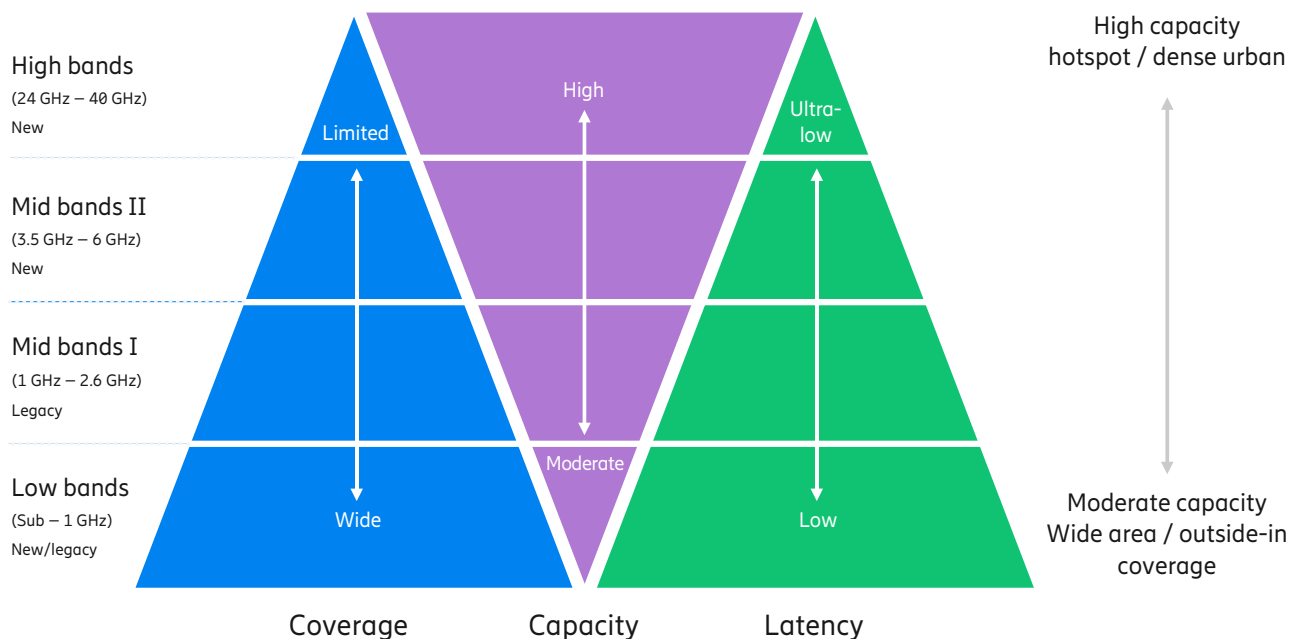 High bands
(24 GHz – 40 GHz)
New
Mid bands II
(3.5 GHz – 6 GHz)
New
Mid bands I
(1 GHz – 2.6 GHz)
Legacy
Low bands
(Sub – 1 GHz)
New/legacy
Limited
Wide
Coverage
High
Moderate
Capacity
Ultra-
low
Low
Latency
High capacity
hotspot / dense urban
Moderate capacity
Wide area / outside-in
coverage